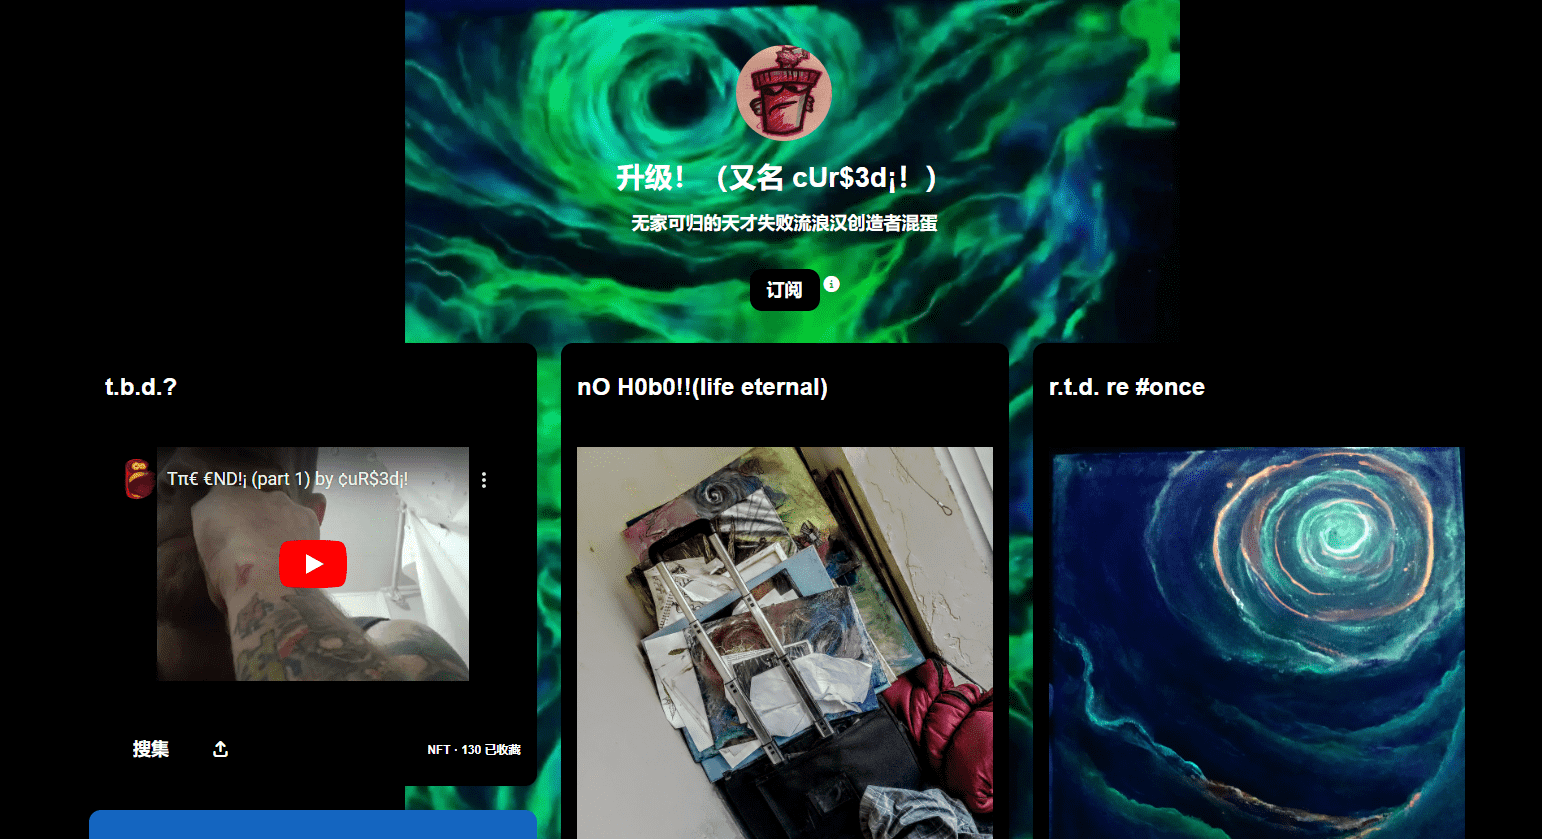 升级！（又名 cUr$3d¡！）
无家可归的天才失败流浪汉创造者混蛋
订阅
t.b.d.?
Tπ€ €ND!¡ (part 1) by ¢uR$3d¡!
搜集
NFT · 130 已收藏
nO H0b0!!(life eternal)
r.t.d. re #once